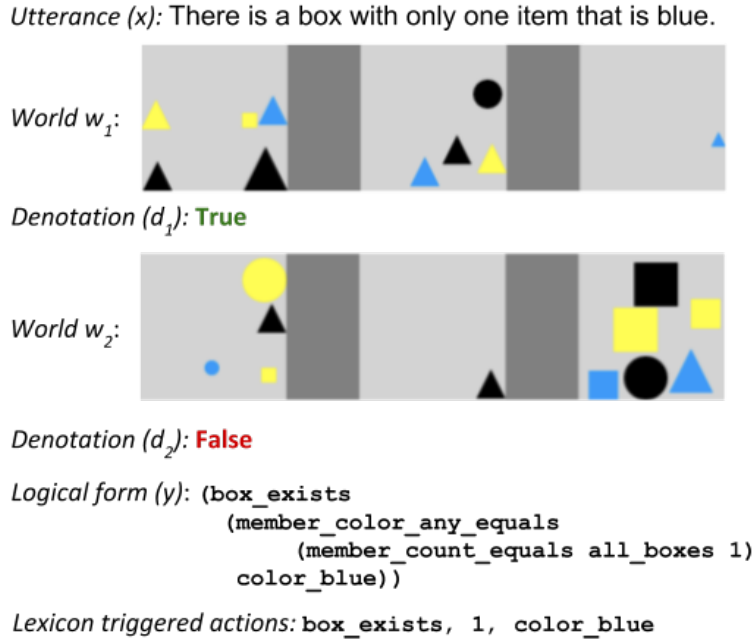 Utterance (x): There is a box with only one item that is blue.
World w1:
Denotation (d1): True
World w2:
Denotation (d2): False
Logical form (y): (box_exists
(member_color_any_equals
(member_count_equals all_boxes 1)
color_blue))
Lexicon triggered actions: box_exists, 1, color_blue